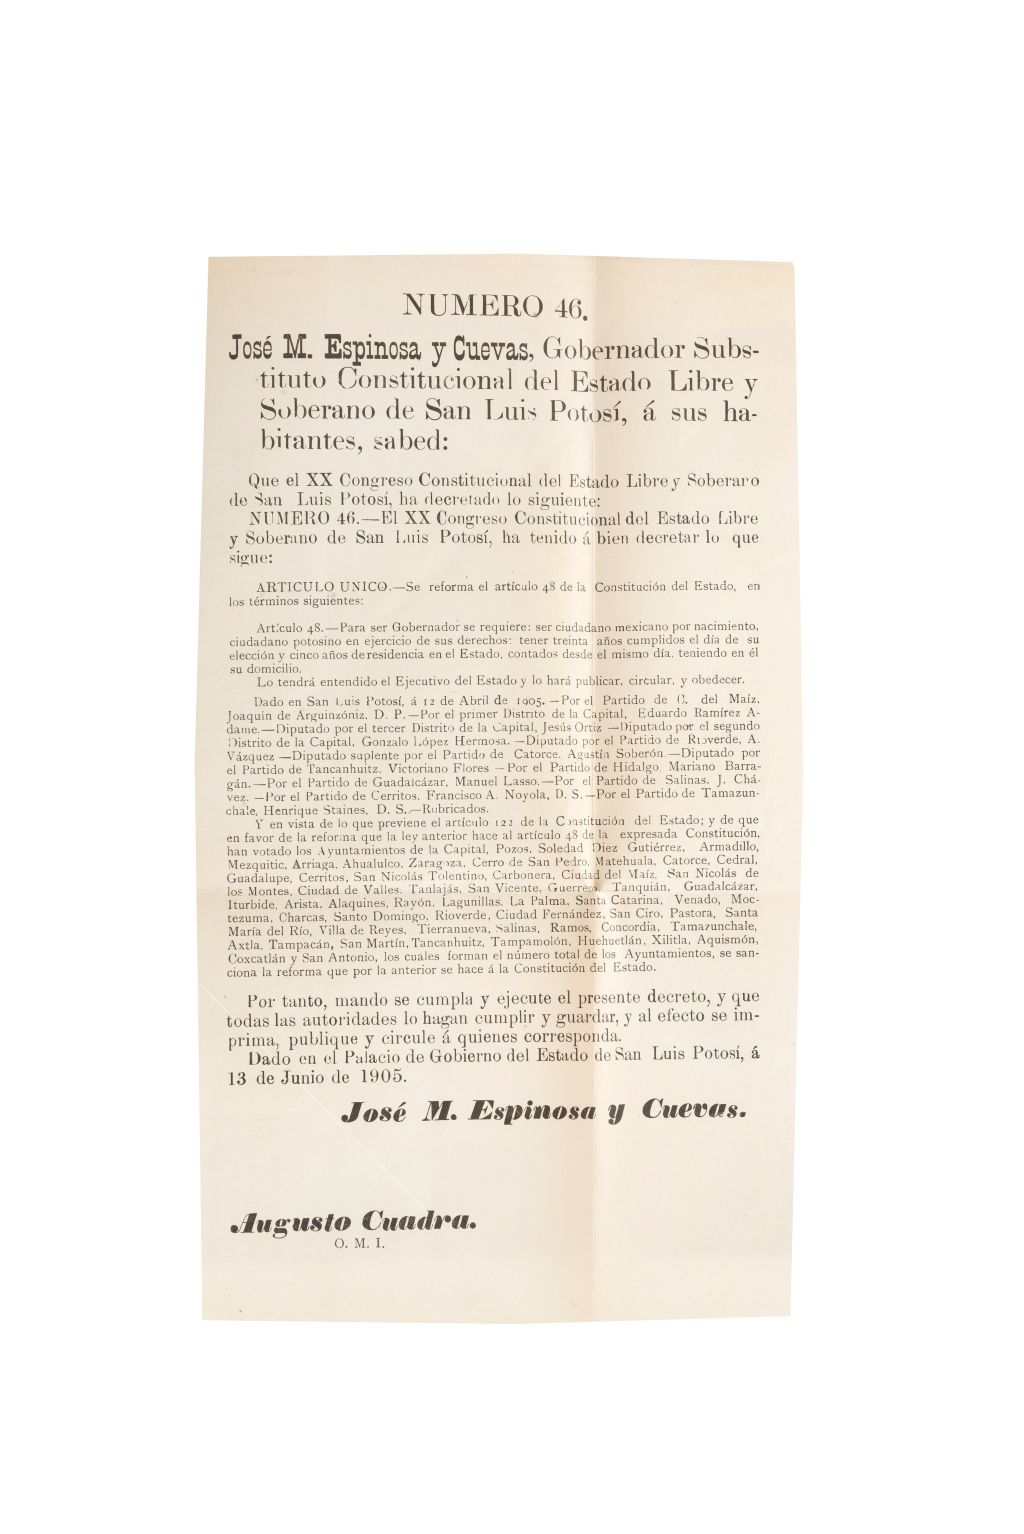 NUMERO 46.
José M. Espinosa y Cuevas, Gobernador Subs-
tituto Constitucional del Estado Libre y
Soberano de San Luis Potosí, á sus ha-
bitantes, sabed:
Que el XX Congreso Constitucional del Estado Libre y Soberano
de San Luis Potosí, ha decretado lo siguiente:
NUMERO 46.—El XX Congreso Constitucional del Estado Libre
y Soberano de San Luis Potosí, ha tenido á bien decretar lo que
sigue:
ARTICULO UNICO.—Se reforma el artículo 48 de la Constitución del Estado, en
los términos siguientes:
Artículo 48.—Para ser Gobernador se requiere: ser ciudadano mexicano por nacimiento,
ciudadano potosino en ejercicio de sus derechos: tener treinta años cumplidos el día de su
elección y cinco años de residencia en el Estado, contados desde el mismo día, teniendo en él
su domicilio.
Lo tendrá entendido el Ejecutivo del Estado y lo hará publicar, circular, y obedecer.
Dado en San Luis Potosí, á 12 de Abril de 1905.—Por el Partido de C. del Maíz,
Joaquín de Arguinzóniz, D. P.—Por el primer Distrito de la Capital, Eduardo Ramírez A-
dame.—Diputado por el tercer Distrito de la Capital, Jesús Ortiz —Diputado por el segundo
Distrito de la Capital, Gonzalo López Hermosa. —Diputado por el Partido de Rioverde, A.
Vázquez —Diputado suplente por el Partido de Catorce, Agustín Soberón.—Diputado por
el Partido de Tancanhuitz, Victoriano Flores —Por el Partido de Hidalgo, Mariano Barra-
gán.—Por el Partido de Guadalcázar, Manuel Lasso.—Por el Partido de Salinas, J. Chá-
vez. —Por el Partido de Cerritos, Francisco A. Noyola, D. S.—Por el Partido de Tamazun-
chale, Henrique Staines, D. S.—Rubricados.
Y en vista de lo que previene el artículo 122 de la Constitución del Estado; y de que
en favor de la reforma que la ley anterior hace al artículo 48 de la expresada Constitución,
han votado los Ayuntamientos de la Capital, Pozos, Soledad Diez Gutiérrez, Armadillo,
Mezquitic, Arriaga, Ahualulco, Zaragoza, Cerro de San Pedro, Matehuala, Catorce, Cedral,
Guadalupe, Cerritos, San Nicolás Tolentino, Carbonera, Ciudad del Maíz, San Nicolás de
los Montes, Ciudad de Valles, Tanlajás, San Vicente, Guerrero, Tanquián, Guadalcázar,
Iturbide, Arista, Alaquines, Rayón, Lagunillas, La Palma, Santa Catarina, Venado, Moc-
tezuma, Charcas, Santo Domingo, Rioverde, Ciudad Fernández, San Ciro, Pastora, Santa
María del Río, Villa de Reyes, Tierranueva, Salinas, Ramos, Concordia, Tamazunchale,
Axtla, Tampacán, San Martín, Tancanhuitz, Tampamolón, Huehuetlán, Xilitla, Aquismón,
Coxcatlán y San Antonio, los cuales forman el número total de los Ayuntamientos, se san-
ciona la reforma que por la anterior se hace á la Constitución del Estado.
Por tanto, mando se cumpla y ejecute el presente decreto, y que
todas las autoridades lo hagan cumplir y guardar, y al efecto se im-
prima, publique y circule á quienes corresponda.
Dado en el Palacio de Gobierno del Estado de San Luis Potosí, á
13 de Junio de 1905.
José M. Espinosa y Cuevas.
Augusto Cuadra.
O. M. I.